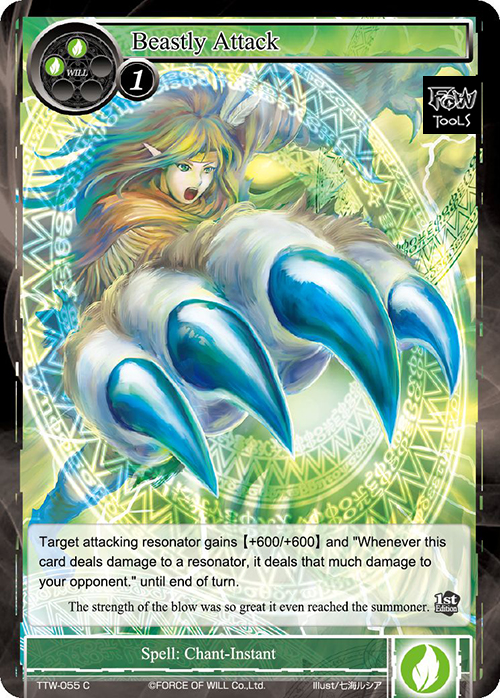 Beastly Attack
WILL
1
FOW
TOOLS
Target attacking resonator gains 【+600/+600】 and "Whenever this
card deals damage to a resonator, it deals that much damage to
your opponent." until end of turn.
The strength of the blow was so great it even reached the summoner.
1st
Edition
Spell: Chant-Instant
TTW-055 C
©FORCE OF WILL Co.,Ltd.
Illust/七海ルシア